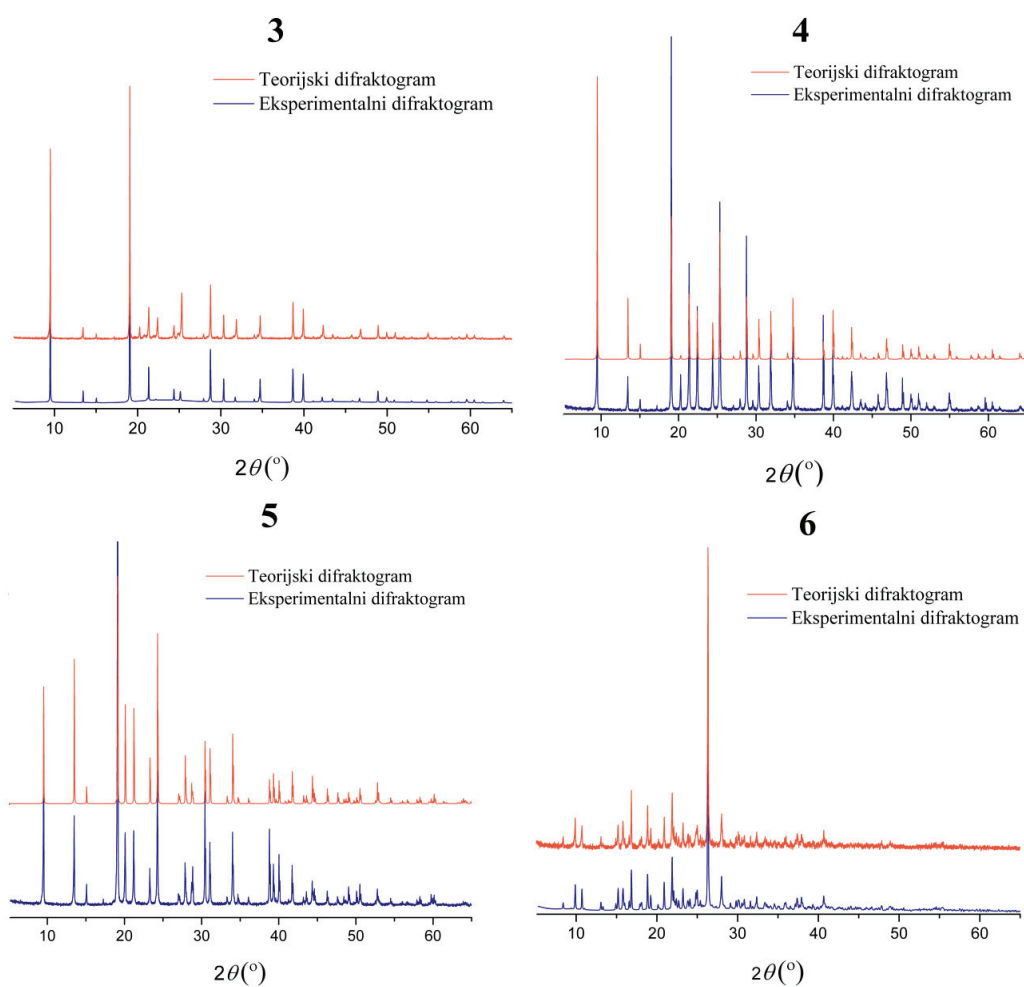 3
Teorijski difraktogram
Eksperimentalni difraktogram
10 20 30 40 50 60
2θ(°)
4
Teorijski difraktogram
Eksperimentalni difraktogram
10 20 30 40 50 60
2θ(°)
5
Teorijski difraktogram
Eksperimentalni difraktogram
10 20 30 40 50 60
2θ(°)
6
Teorijski difraktogram
Eksperimentalni difraktogram
10 20 30 40 50 60
2θ(°)